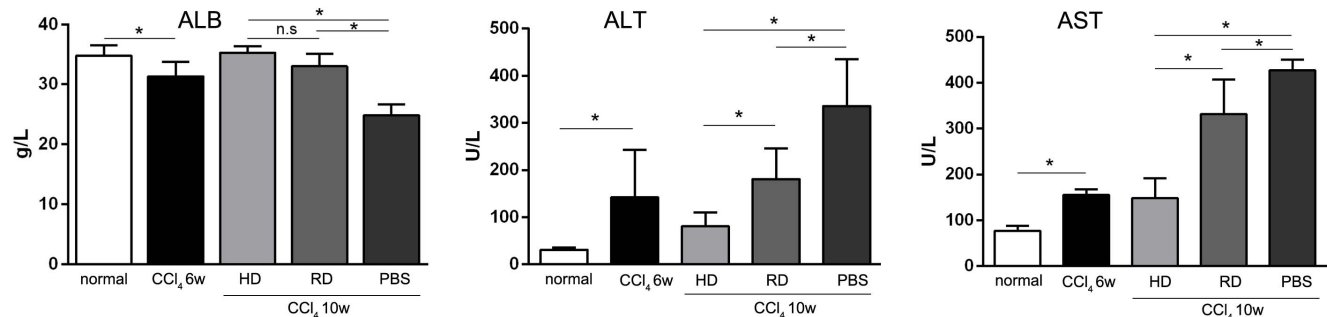 ALB
g/L
40
30
20
10
0
*
n.s
*
*
normal
CCl₄ 6w
HD
RD
PBS
CCl₄ 10w
ALT
U/L
500
400
300
200
100
0
*
*
*
*
normal
CCl₄ 6w
HD
RD
PBS
CCl₄ 10w
AST
U/L
500
400
300
200
100
0
*
*
*
*
normal
CCl₄ 6w
HD
RD
PBS
CCl₄ 10w